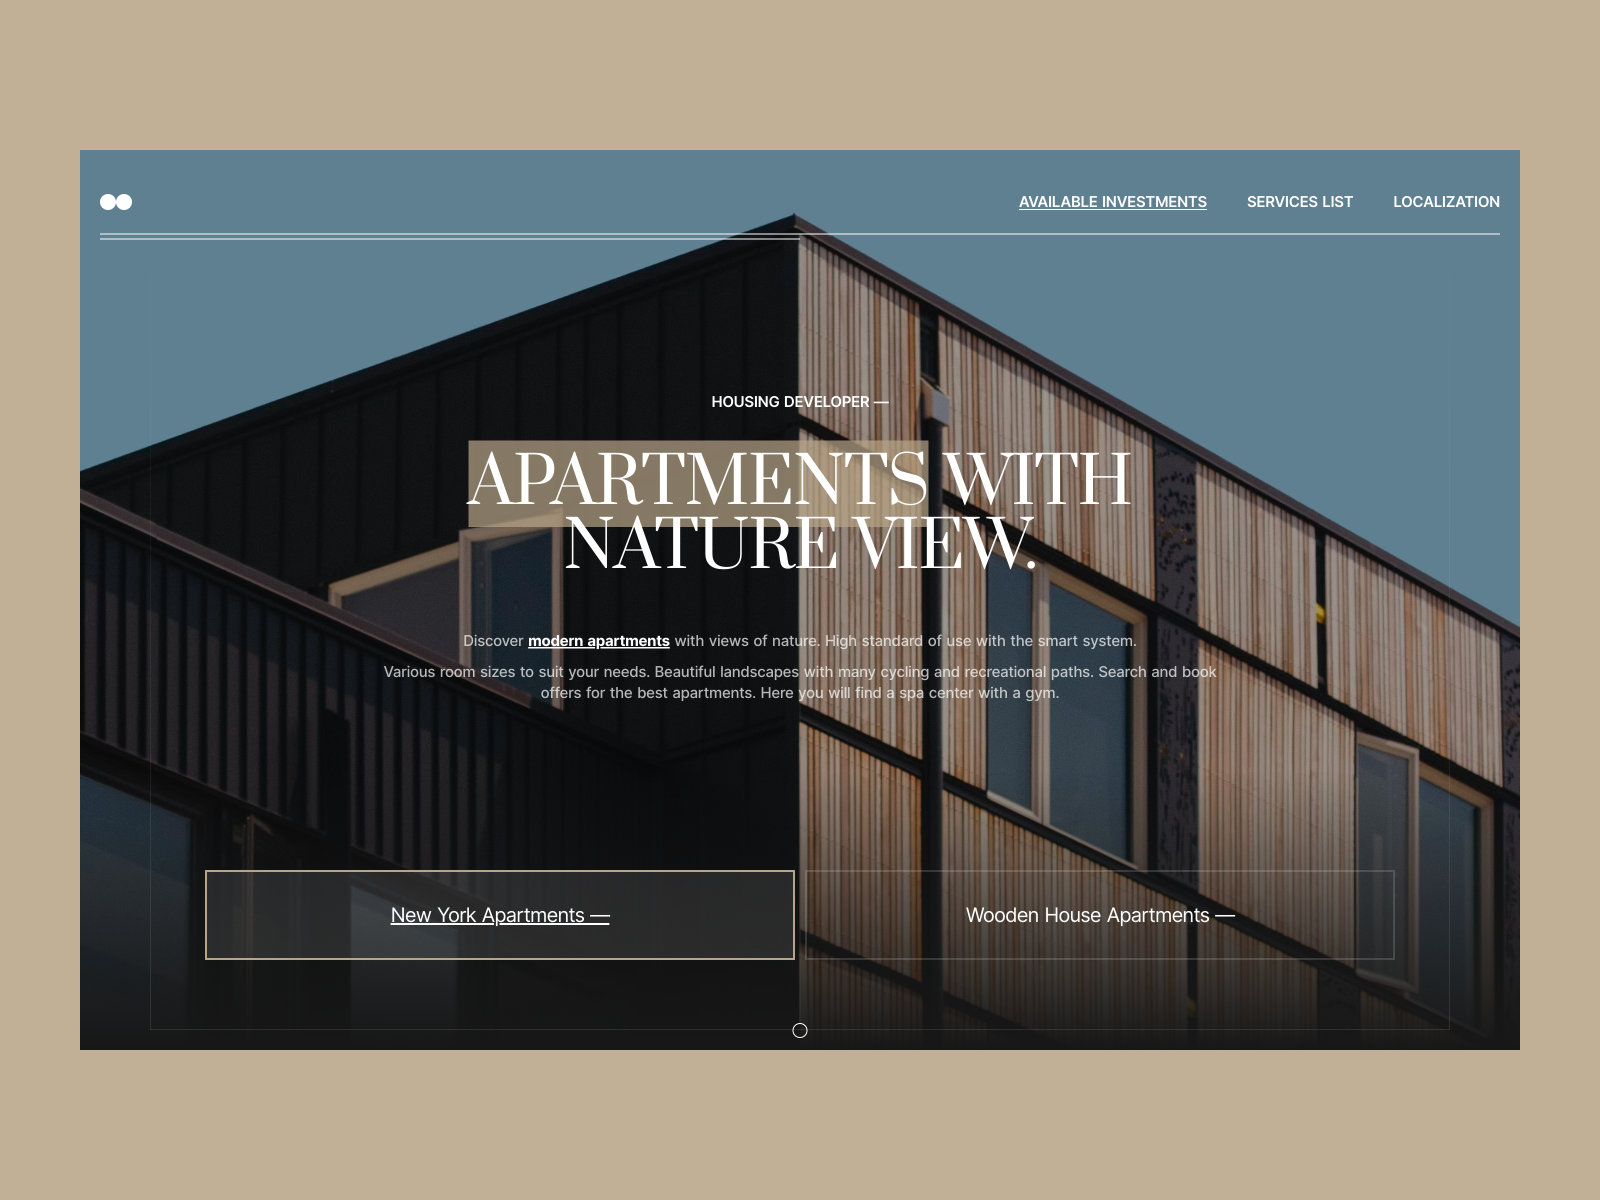 AVAILABLE INVESTMENTS
SERVICES LIST
LOCALIZATION
HOUSING DEVELOPER —
APARTMENTS WITH
NATURE VIEW.
Discover modern apartments with views of nature. High standard of use with the smart system.
Various room sizes to suit your needs. Beautiful landscapes with many cycling and recreational paths. Search and book
offers for the best apartments. Here you will find a spa center with a gym.
New York Apartments —
Wooden House Apartments —